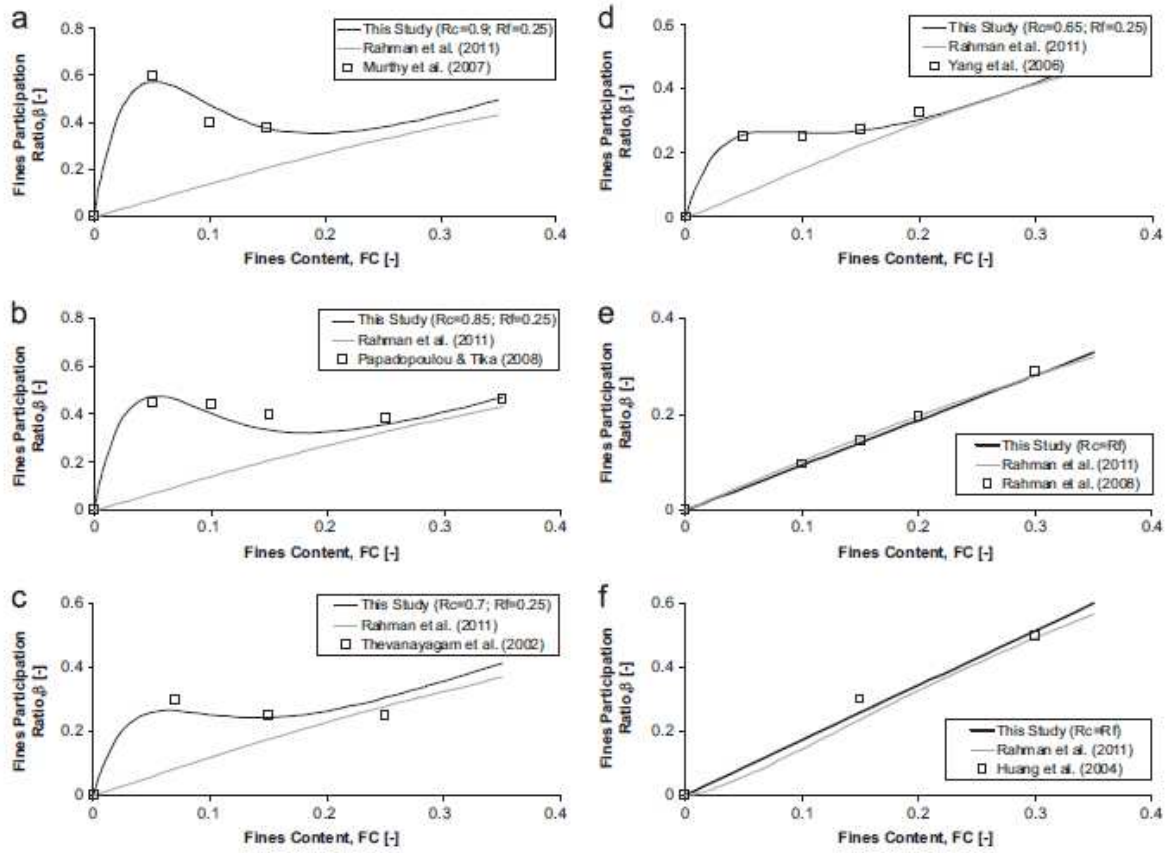 a
0.8
0.6
0.4
0.2
0
0
0.1
0.2
0.3
0.4
Fines Participation
Ratio,β [-]
Fines Content, FC [-]
This Study (Rc=0.9; Rf=0.25)
Rahman et al. (2011)
Murthy et al. (2007)
b
0.8
0.6
0.4
0.2
0
0
0.1
0.2
0.3
0.4
Fines Participation
Ratio,β [-]
Fines Content, FC [-]
This Study (Rc=0.85; Rf=0.25)
Rahman et al. (2011)
Papadopoulou & Tika (2008)
c
0.6
0.4
0.2
0
0
0.1
0.2
0.3
0.4
Fines Participation
Ratio,β [-]
Fines Content, FC [-]
This Study (Rc=0.7; Rf=0.25)
Rahman et al. (2011)
Thevanayagam et al. (2002)
d
0.6
0.4
0.2
0
0
0.1
0.2
0.3
0.4
Fines Participation
Ratio,β [-]
Fines Content, FC [-]
This Study (Rc=0.65; Rf=0.25)
Rahman et al. (2011)
Yang et al. (2006)
e
0.4
0.2
0
0
0.1
0.2
0.3
0.4
Fines Participation
Ratio,β [-]
Fines Content, FC [-]
This Study (Rc=Rf)
Rahman et al. (2011)
Rahman et al. (2008)
f
0.6
0.4
0.2
0
0
0.1
0.2
0.3
0.4
Fines Participation
Ratio,β [-]
Fines Content, FC [-]
This Study (Rc=Rf)
Rahman et al. (2011)
Huang et al. (2004)